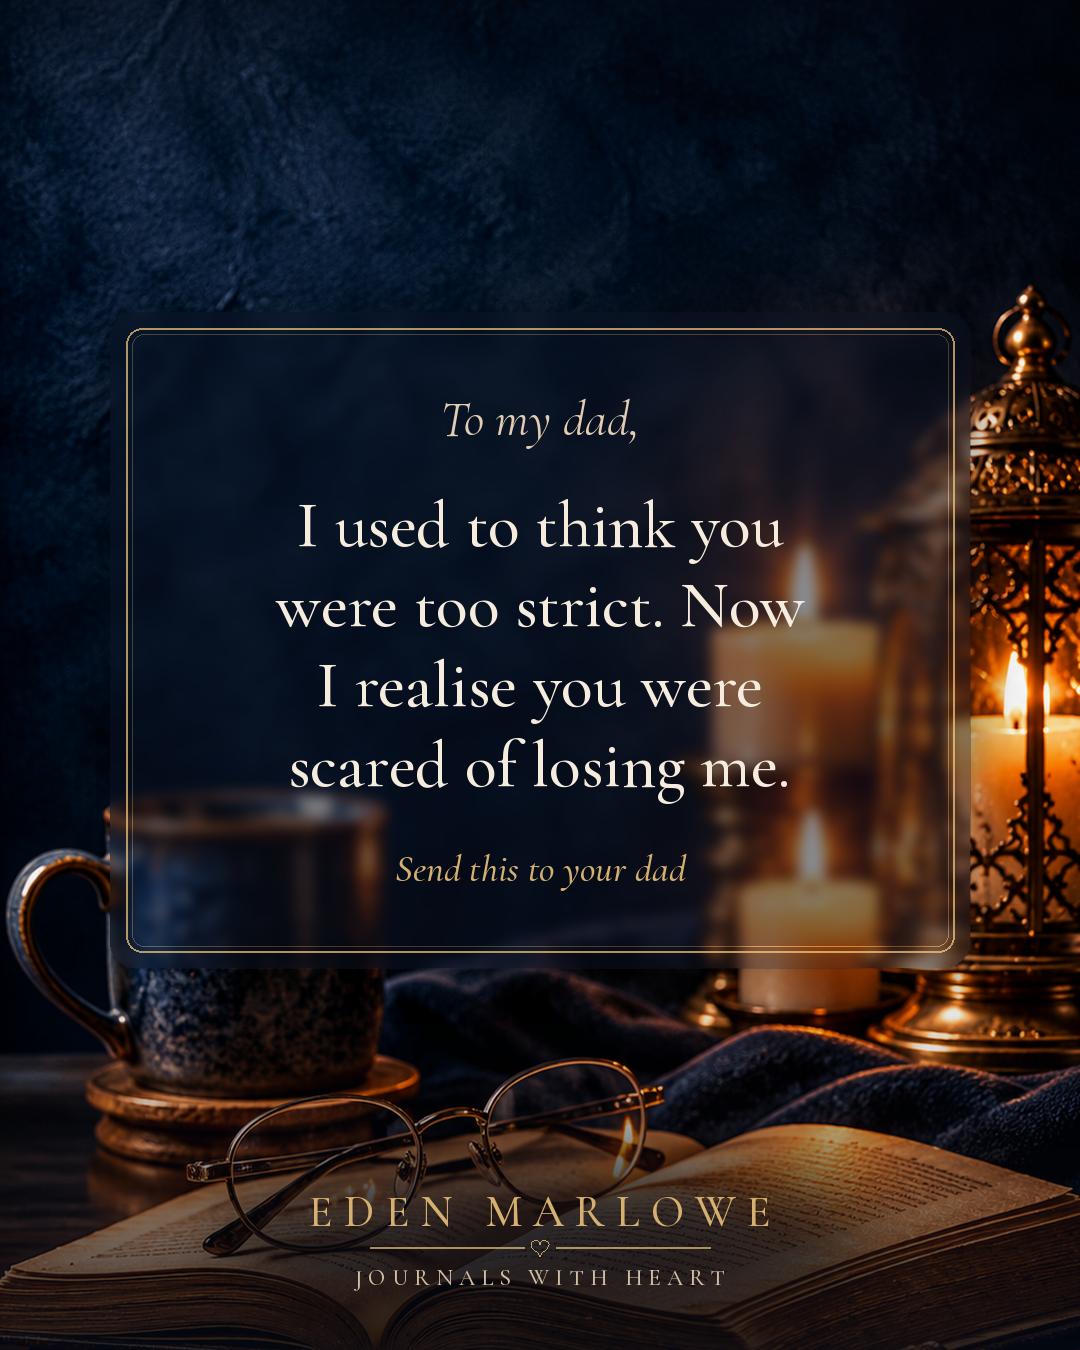 To my dad,
I used to think you
were too strict. Now
I realise you were
scared of losing me.
Send this to your dad
EDEN MARLOWE
JOURNALS WITH HEART